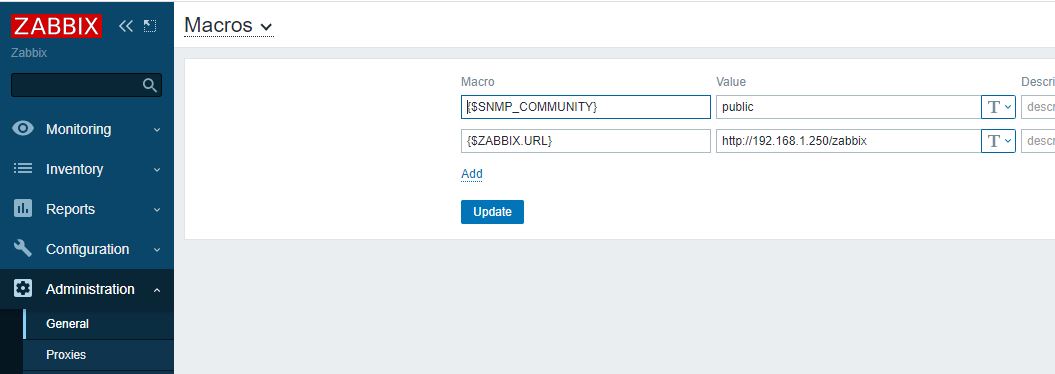 ZABBIX
Zabbix
Monitoring
Inventory
Reports
Configuration
Administration
General
Proxies
Macros
Macro Value Descri
{$SNMP_COMMUNITY} public T descr
{$ZABBIX.URL} http://192.168.1.250/zabbix T descr
Add
Update